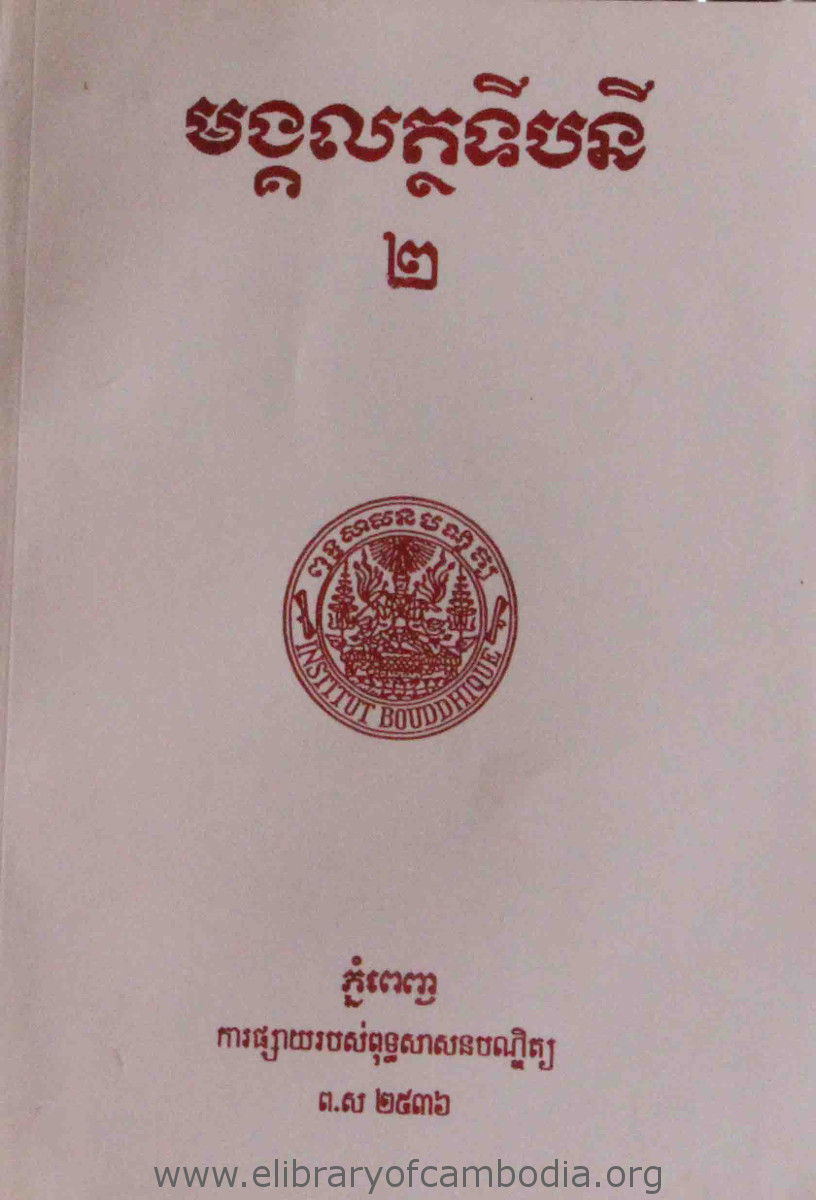 មង្គលត្ថទីបនី
២
ពុទ្ធសាសនបណ្ឌិត្យ
INSTITUT BOUDDHIQUE
ភ្នំពេញ
ការផ្សាយរបស់ពុទ្ធសាសនបណ្ឌិត្យ
ព.ស ២៥៣៦
www.elibraryofcambodia.org